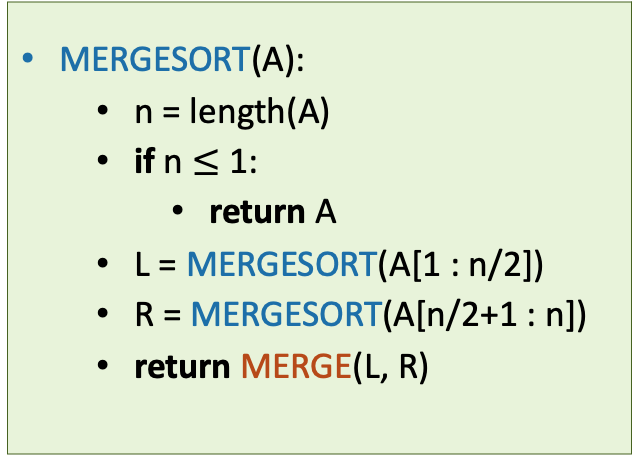 • MERGESORT(A):
• n = length(A)
• if n ≤ 1:
• return A
• L = MERGESORT(A[1 : n/2])
• R = MERGESORT(A[n/2+1 : n])
• return MERGE(L, R)